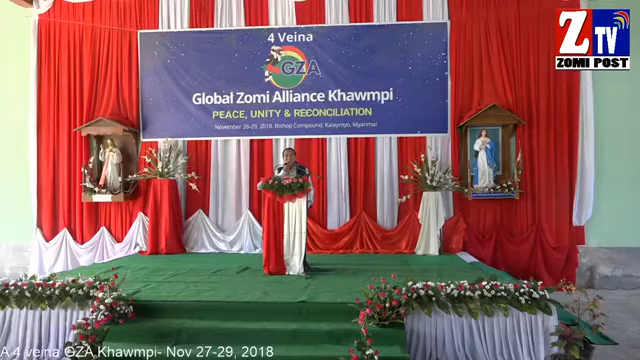 Z TV
ZOMI POST
4 Veina
GZA
Global Zomi Alliance Khawmpi
PEACE, UNITY & RECONCILIATION
November 26-29, 2018. Bishop Compound, Kalaymyo, Myanmar
A 4 veina GZA Khawmpi- Nov 27-29, 2018